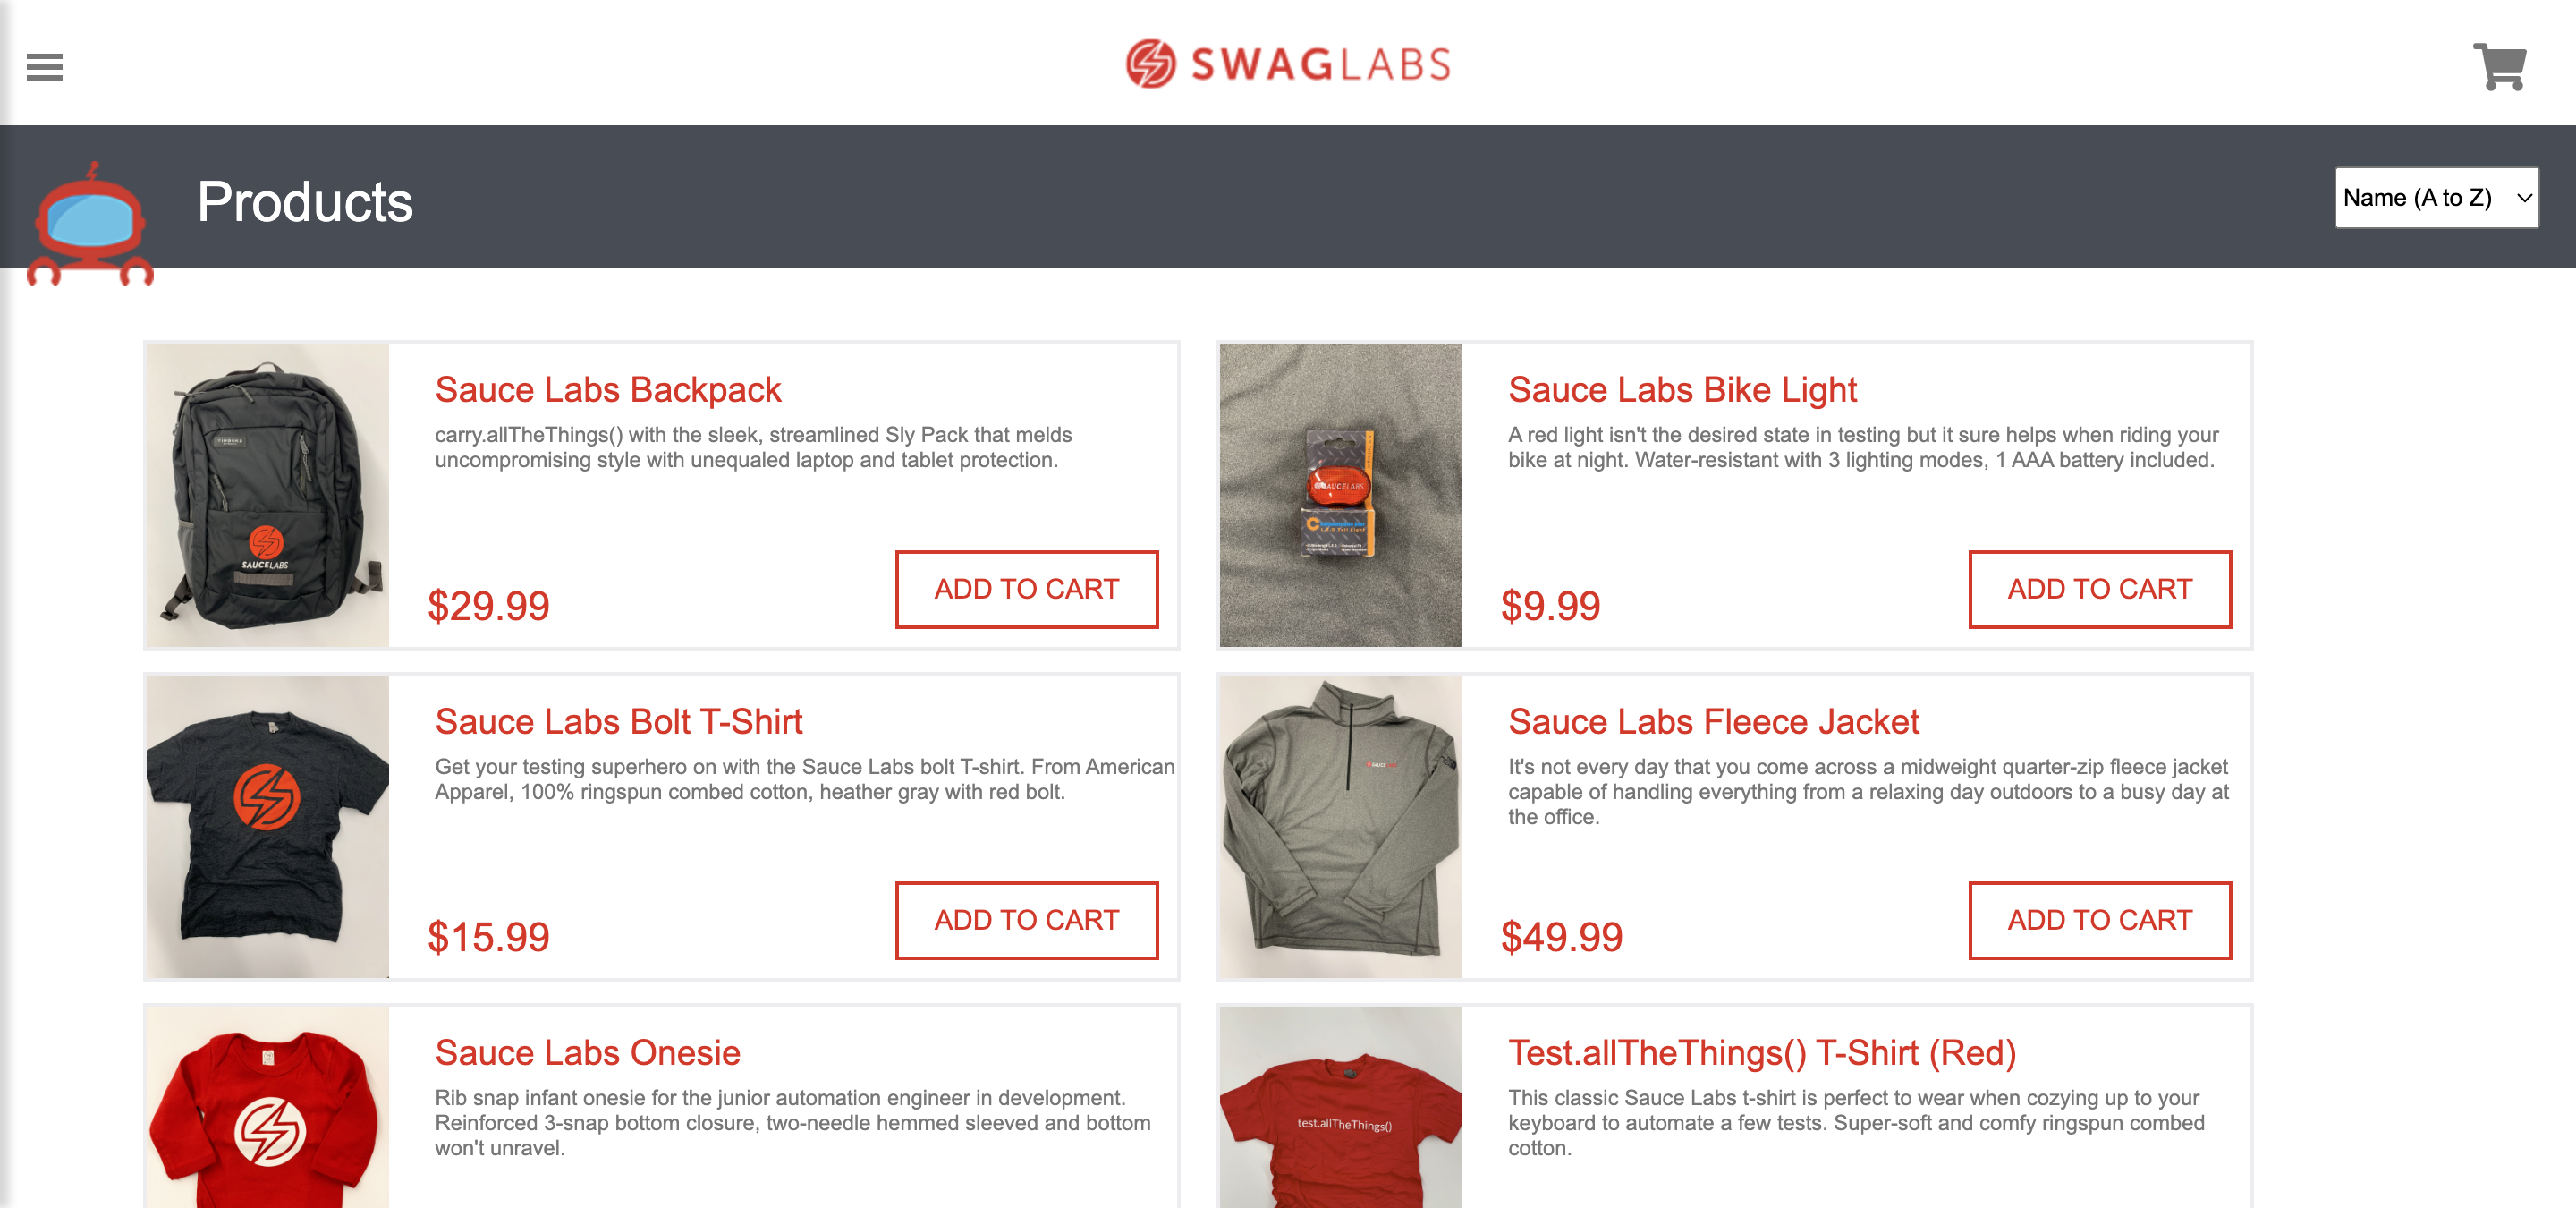 SWAGLABS
Products
Name (A to Z)
Sauce Labs Backpack
carry.allTheThings() with the sleek, streamlined Sly Pack that melds
uncompromising style with unequaled laptop and tablet protection.
SAUCELABS
$29.99
ADD TO CART
Sauce Labs Bike Light
A red light isn't the desired state in testing but it sure helps when riding your
bike at night. Water-resistant with 3 lighting modes, 1 AAA battery included.
SAUCELABS
$9.99
ADD TO CART
Sauce Labs Bolt T-Shirt
Get your testing superhero on with the Sauce Labs bolt T-shirt. From American
Apparel, 100% ringspun combed cotton, heather gray with red bolt.
$15.99
ADD TO CART
Sauce Labs Fleece Jacket
It's not every day that you come across a midweight quarter-zip fleece jacket
capable of handling everything from a relaxing day outdoors to a busy day at
the office.
$49.99
ADD TO CART
Sauce Labs Onesie
Rib snap infant onesie for the junior automation engineer in development.
Reinforced 3-snap bottom closure, two-needle hemmed sleeved and bottom
won't unravel.
Test.allTheThings() T-Shirt (Red)
This classic Sauce Labs t-shirt is perfect to wear when cozying up to your
keyboard to automate a few tests. Super-soft and comfy ringspun combed
cotton.
test.allTheThings()